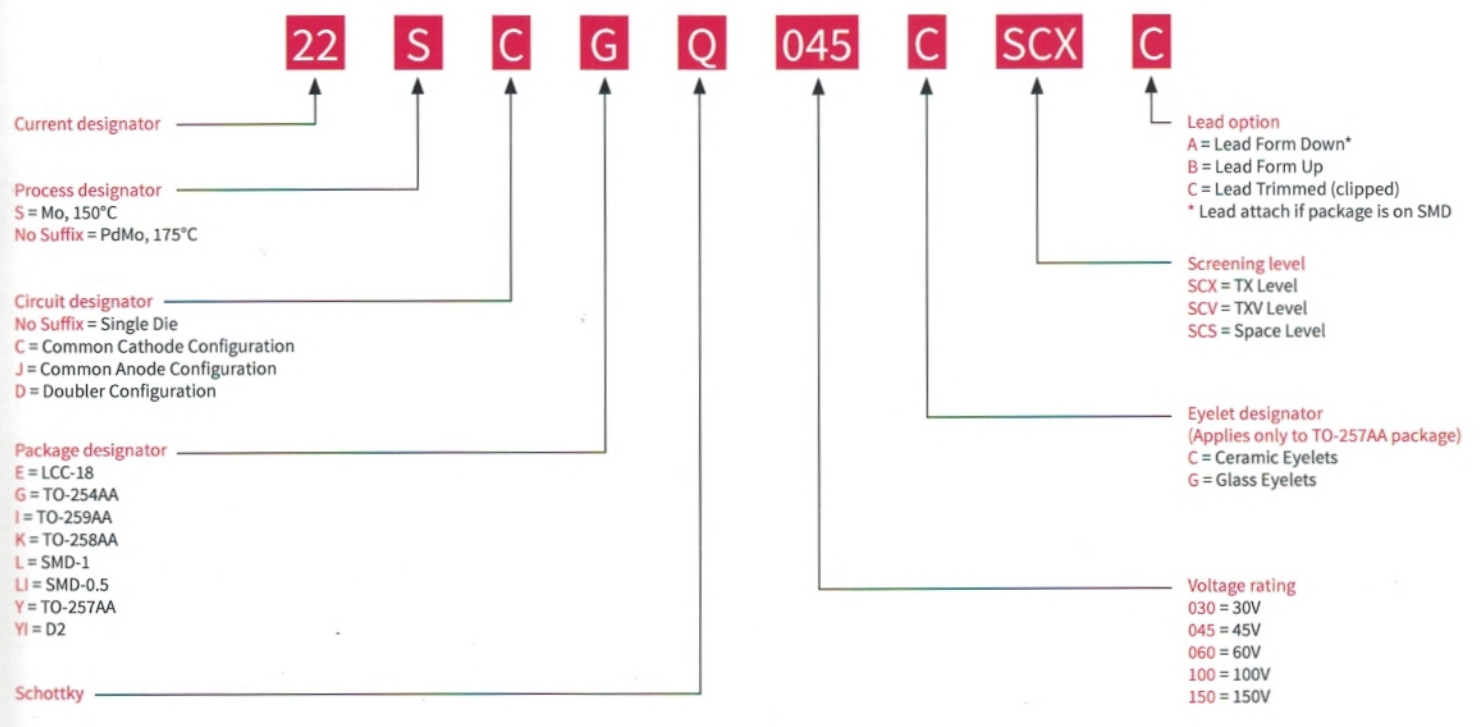 22 S C G Q 045 C SCX C
Current designator
Process designator
S = Mo, 150°C
No Suffix = PdMo, 175°C
Circuit designator
No Suffix = Single Die
C = Common Cathode Configuration
J = Common Anode Configuration
D = Doubler Configuration
Package designator
E = LCC-18
G = TO-254AA
I = TO-259AA
K = TO-258AA
L = SMD-1
LI = SMD-0.5
Y = TO-257AA
YI = D2
Schottky
Lead option
A = Lead Form Down*
B = Lead Form Up
C = Lead Trimmed (clipped)
* Lead attach if package is on SMD
Screening level
SCX = TX Level
SCV = TXV Level
SCS = Space Level
Eyelet designator
(Applies only to TO-257AA package)
C = Ceramic Eyelets
G = Glass Eyelets
Voltage rating
030 = 30V
045 = 45V
060 = 60V
100 = 100V
150 = 150V